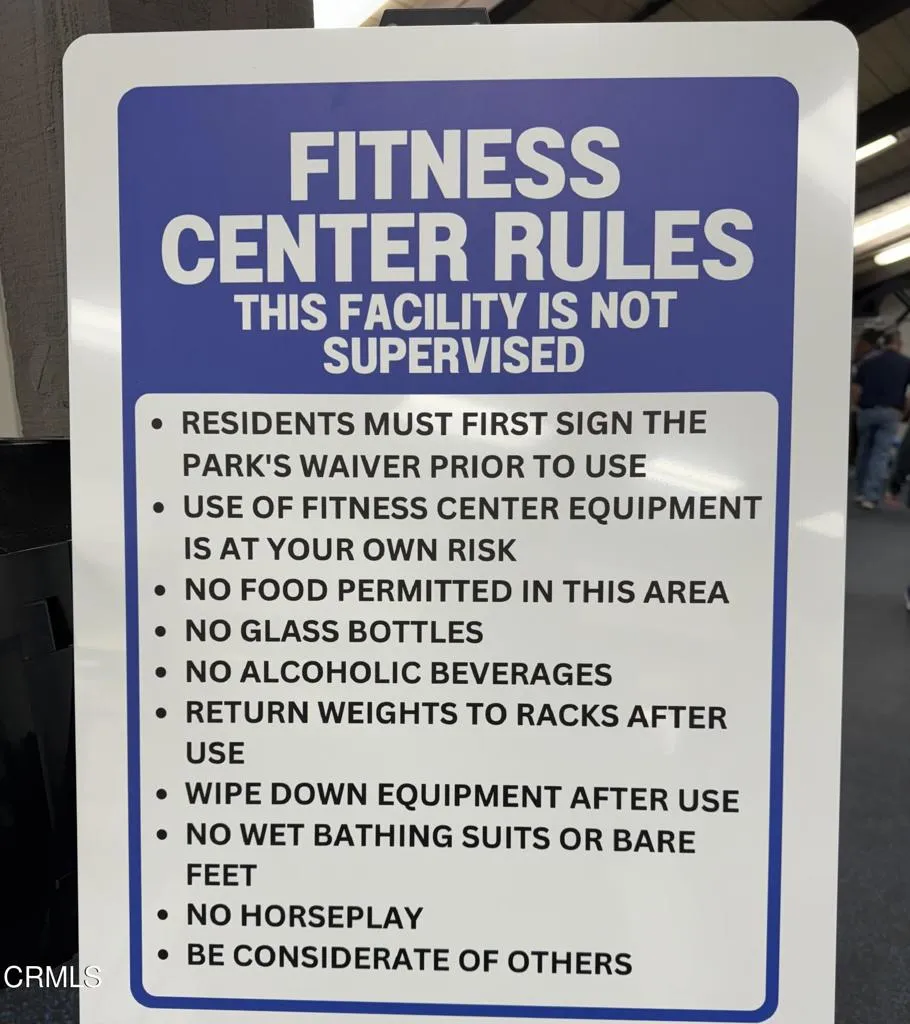 FITNESS
CENTER RULES
THIS FACILITY IS NOT
SUPERVISED
• RESIDENTS MUST FIRST SIGN THE
PARK'S WAIVER PRIOR TO USE
• USE OF FITNESS CENTER EQUIPMENT
IS AT YOUR OWN RISK
• NO FOOD PERMITTED IN THIS AREA
• NO GLASS BOTTLES
• NO ALCOHOLIC BEVERAGES
• RETURN WEIGHTS TO RACKS AFTER
USE
• WIPE DOWN EQUIPMENT AFTER USE
• NO WET BATHING SUITS OR BARE
FEET
• NO HORSEPLAY
• BE CONSIDERATE OF OTHERS
CRMLS